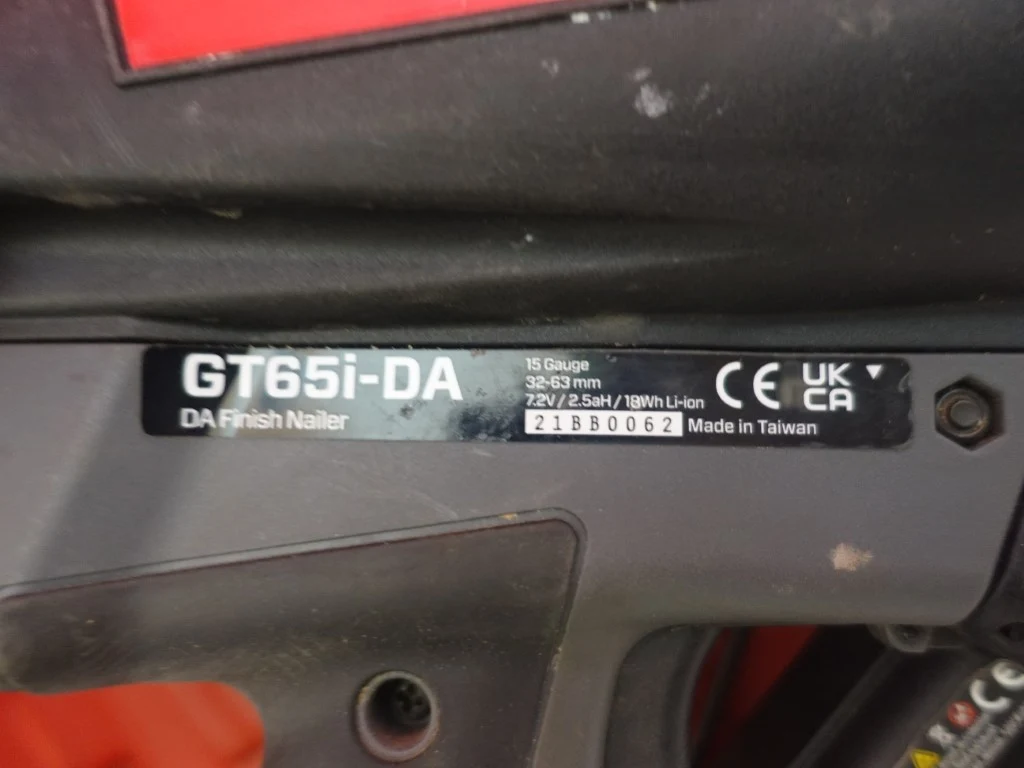 GT65i-DA
DA Finish Nailer
15 Gauge
32-63 mm
7.2V / 2.5aH / 18Wh Li-ion
21BB0062 Made in Taiwan
CE
UK
CA
CE